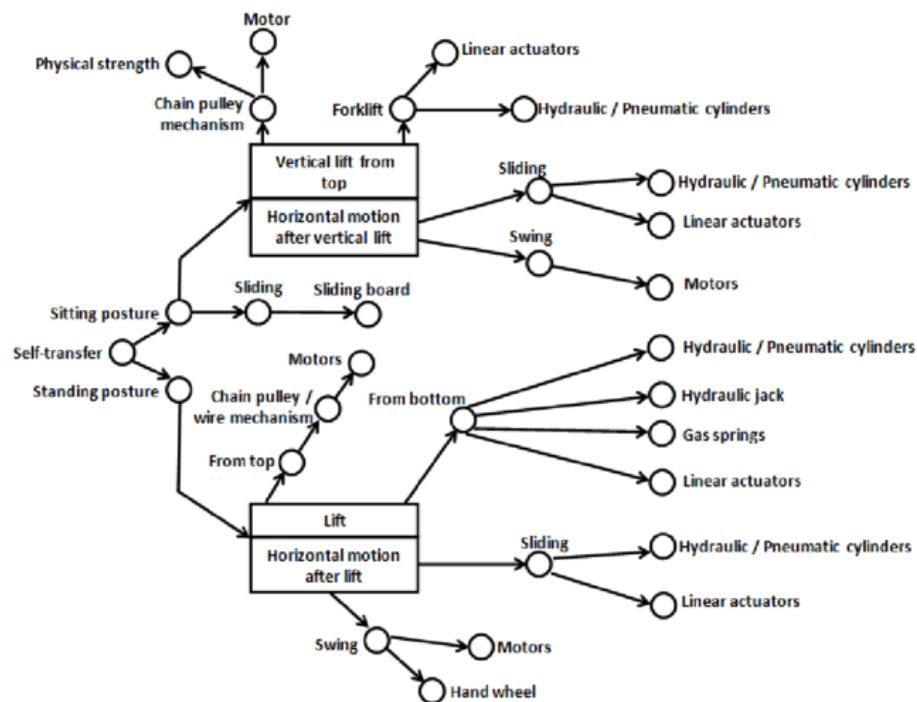 Motor
Linear actuators
Physical strength
Chain pulley
mechanism
Forklift
Hydraulic / Pneumatic cylinders
Vertical lift from
top
Sliding
Hydraulic / Pneumatic cylinders
Horizontal motion
after vertical lift
Linear actuators
Swing
Motors
Sliding
Sliding board
Sitting posture
Self-transfer
Standing posture
Motors
Hydraulic / Pneumatic cylinders
Chain pulley /
wire mechanism
From bottom
Hydraulic jack
Gas springs
From top
Linear actuators
Lift
Sliding
Hydraulic / Pneumatic cylinders
Horizontal motion
after lift
Linear actuators
Swing
Motors
Hand wheel